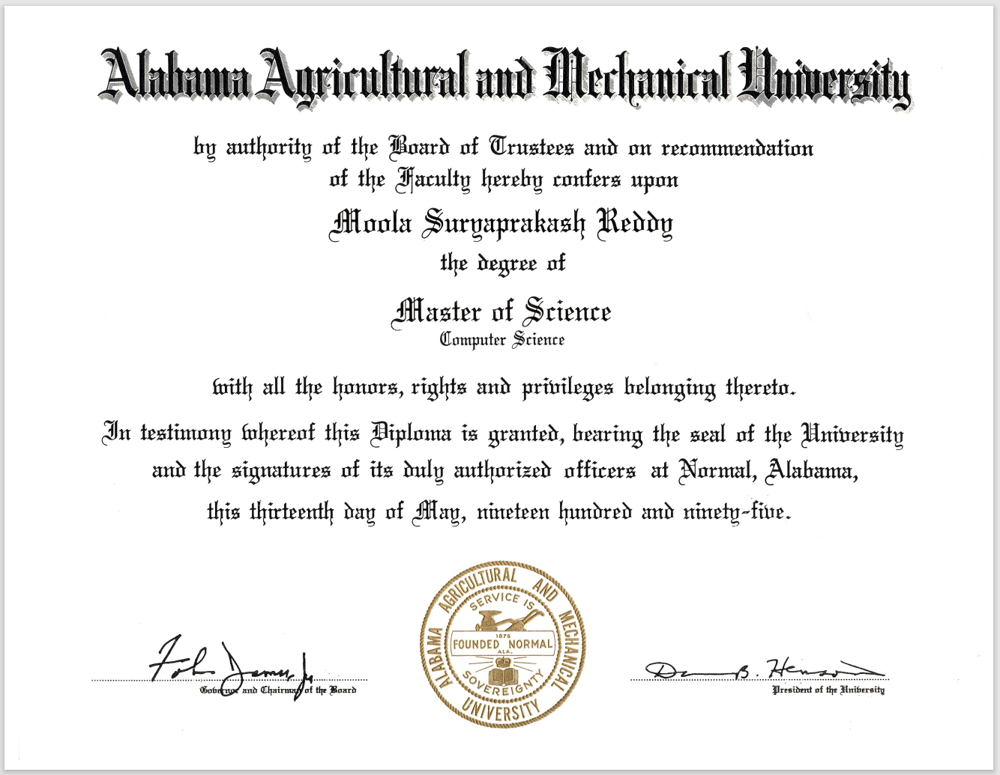 Alabama Agricultural and Mechanical University
by authority of the Board of Trustees and on recommendation
of the Faculty hereby confers upon
Moola Suryaprakash Reddy
the degree of
Master of Science
Computer Science
with all the honors, rights and privileges belonging thereto.
In testimony whereof this Diploma is granted, bearing the seal of the University
and the signatures of its duly authorized officers at Normal, Alabama,
this thirteenth day of May, nineteen hundred and ninety-five.
ALABAMA AGRICULTURAL AND MECHANICAL UNIVERSITY
SERVICE IS
1875
FOUNDED NORMAL
ALA.
SOVEREIGNTY
Fob James, Jr
Governor and Chairman of the Board
B. Henson
President of the University